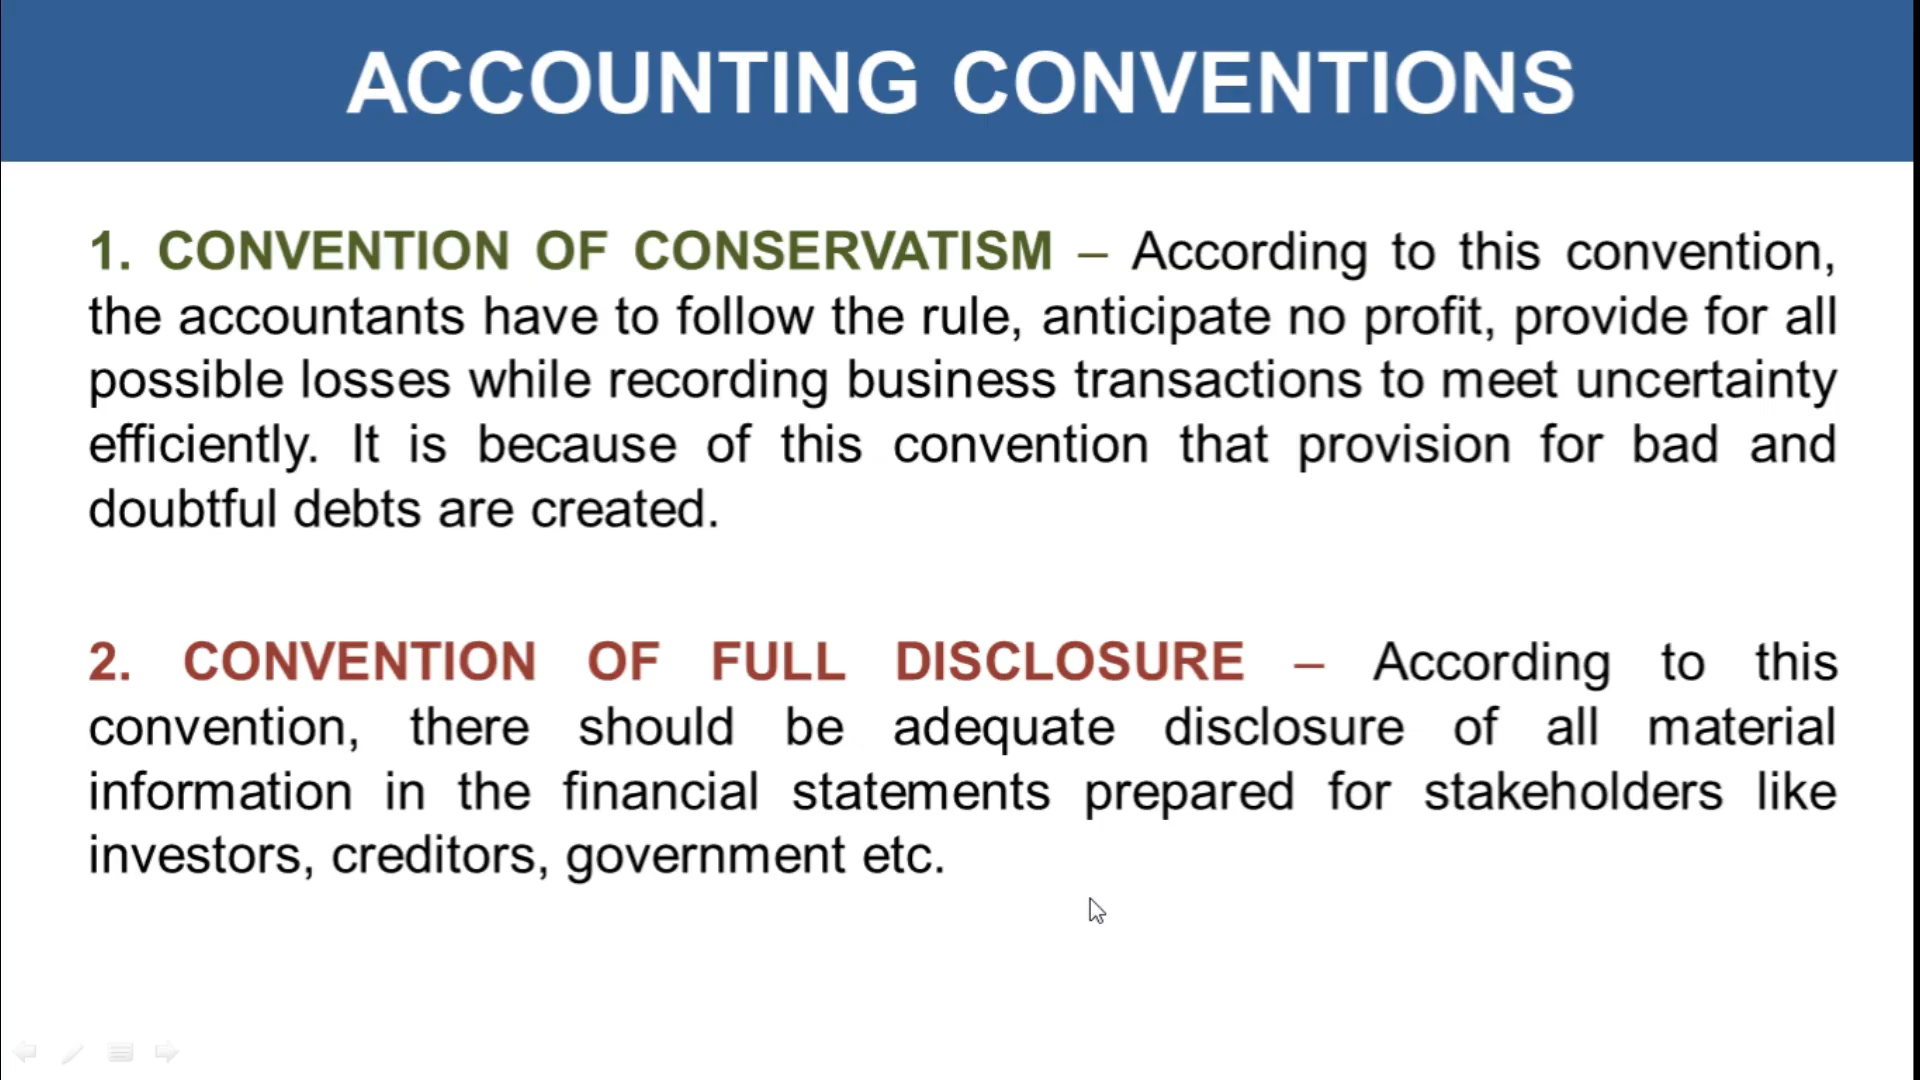 ACCOUNTING CONVENTIONS
1. CONVENTION OF CONSERVATISM – According to this convention,
the accountants have to follow the rule, anticipate no profit, provide for all
possible losses while recording business transactions to meet uncertainty
efficiently. It is because of this convention that provision for bad and
doubtful debts are created.
2. CONVENTION OF FULL DISCLOSURE – According to this
convention, there should be adequate disclosure of all material
information in the financial statements prepared for stakeholders like
investors, creditors, government etc.